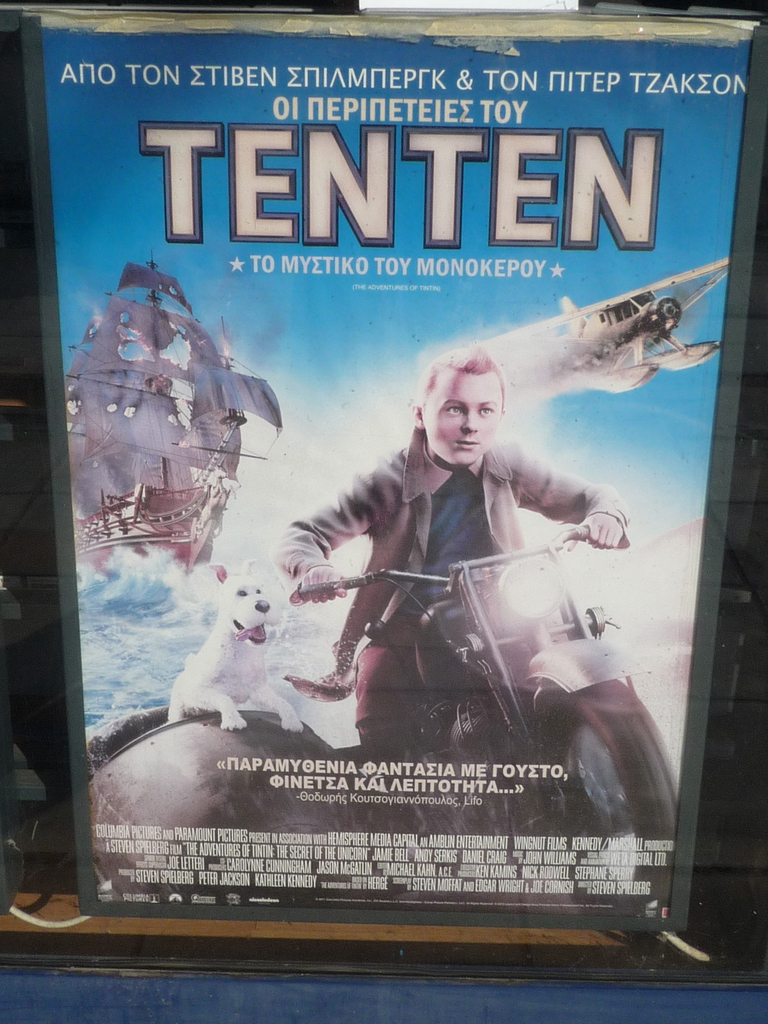 ΑΠΟ ΤΟΝ ΣΤΙΒΕΝ ΣΠΙΛΜΠΕΡΓΚ & ΤΟΝ ΠΙΤΕΡ ΤΖΑΚΣΟΝ
ΟΙ ΠΕΡΙΠΕΤΕΙΕΣ ΤΟΥ
ΤΕΝΤΕΝ
★ ΤΟ ΜΥΣΤΙΚΟ ΤΟΥ ΜΟΝΟΚΕΡΟΥ ★
(THE ADVENTURES OF TINTIN)
«ΠΑΡΑΜΥΘΕΝΙΑ ΦΑΝΤΑΣΙΑ ΜΕ ΓΟΥΣΤΟ,
ΦΙΝΕΤΣΑ ΚΑΙ ΛΕΠΤΟΤΗΤΑ...»
-Θοδωρής Κουτσογιαννόπουλος, Lifo
COLUMBIA PICTURES AND PARAMOUNT PICTURES PRESENT IN ASSOCIATION WITH HEMISPHERE MEDIA CAPITAL AN AMBLIN ENTERTAINMENT WINGNUT FILMS KENNEDY/MARSHALL PRODUCTION
A STEVEN SPIELBERG FILM "THE ADVENTURES OF TINTIN: THE SECRET OF THE UNICORN" JAMIE BELL ANDY SERKIS DANIEL CRAIG JOHN WILLIAMS WETA DIGITAL LTD.
JOE LETTERI CAROLYNNE CUNNINGHAM JASON McGATLIN MICHAEL KAHN, A.C.E. KEN KAMINS NICK RODWELL STEPHANE SPERRY
STEVEN SPIELBERG PETER JACKSON KATHLEEN KENNEDY HERGÉ STEVEN MOFFAT AND EDGAR WRIGHT & JOE CORNISH STEVEN SPIELBERG
nickelodeon